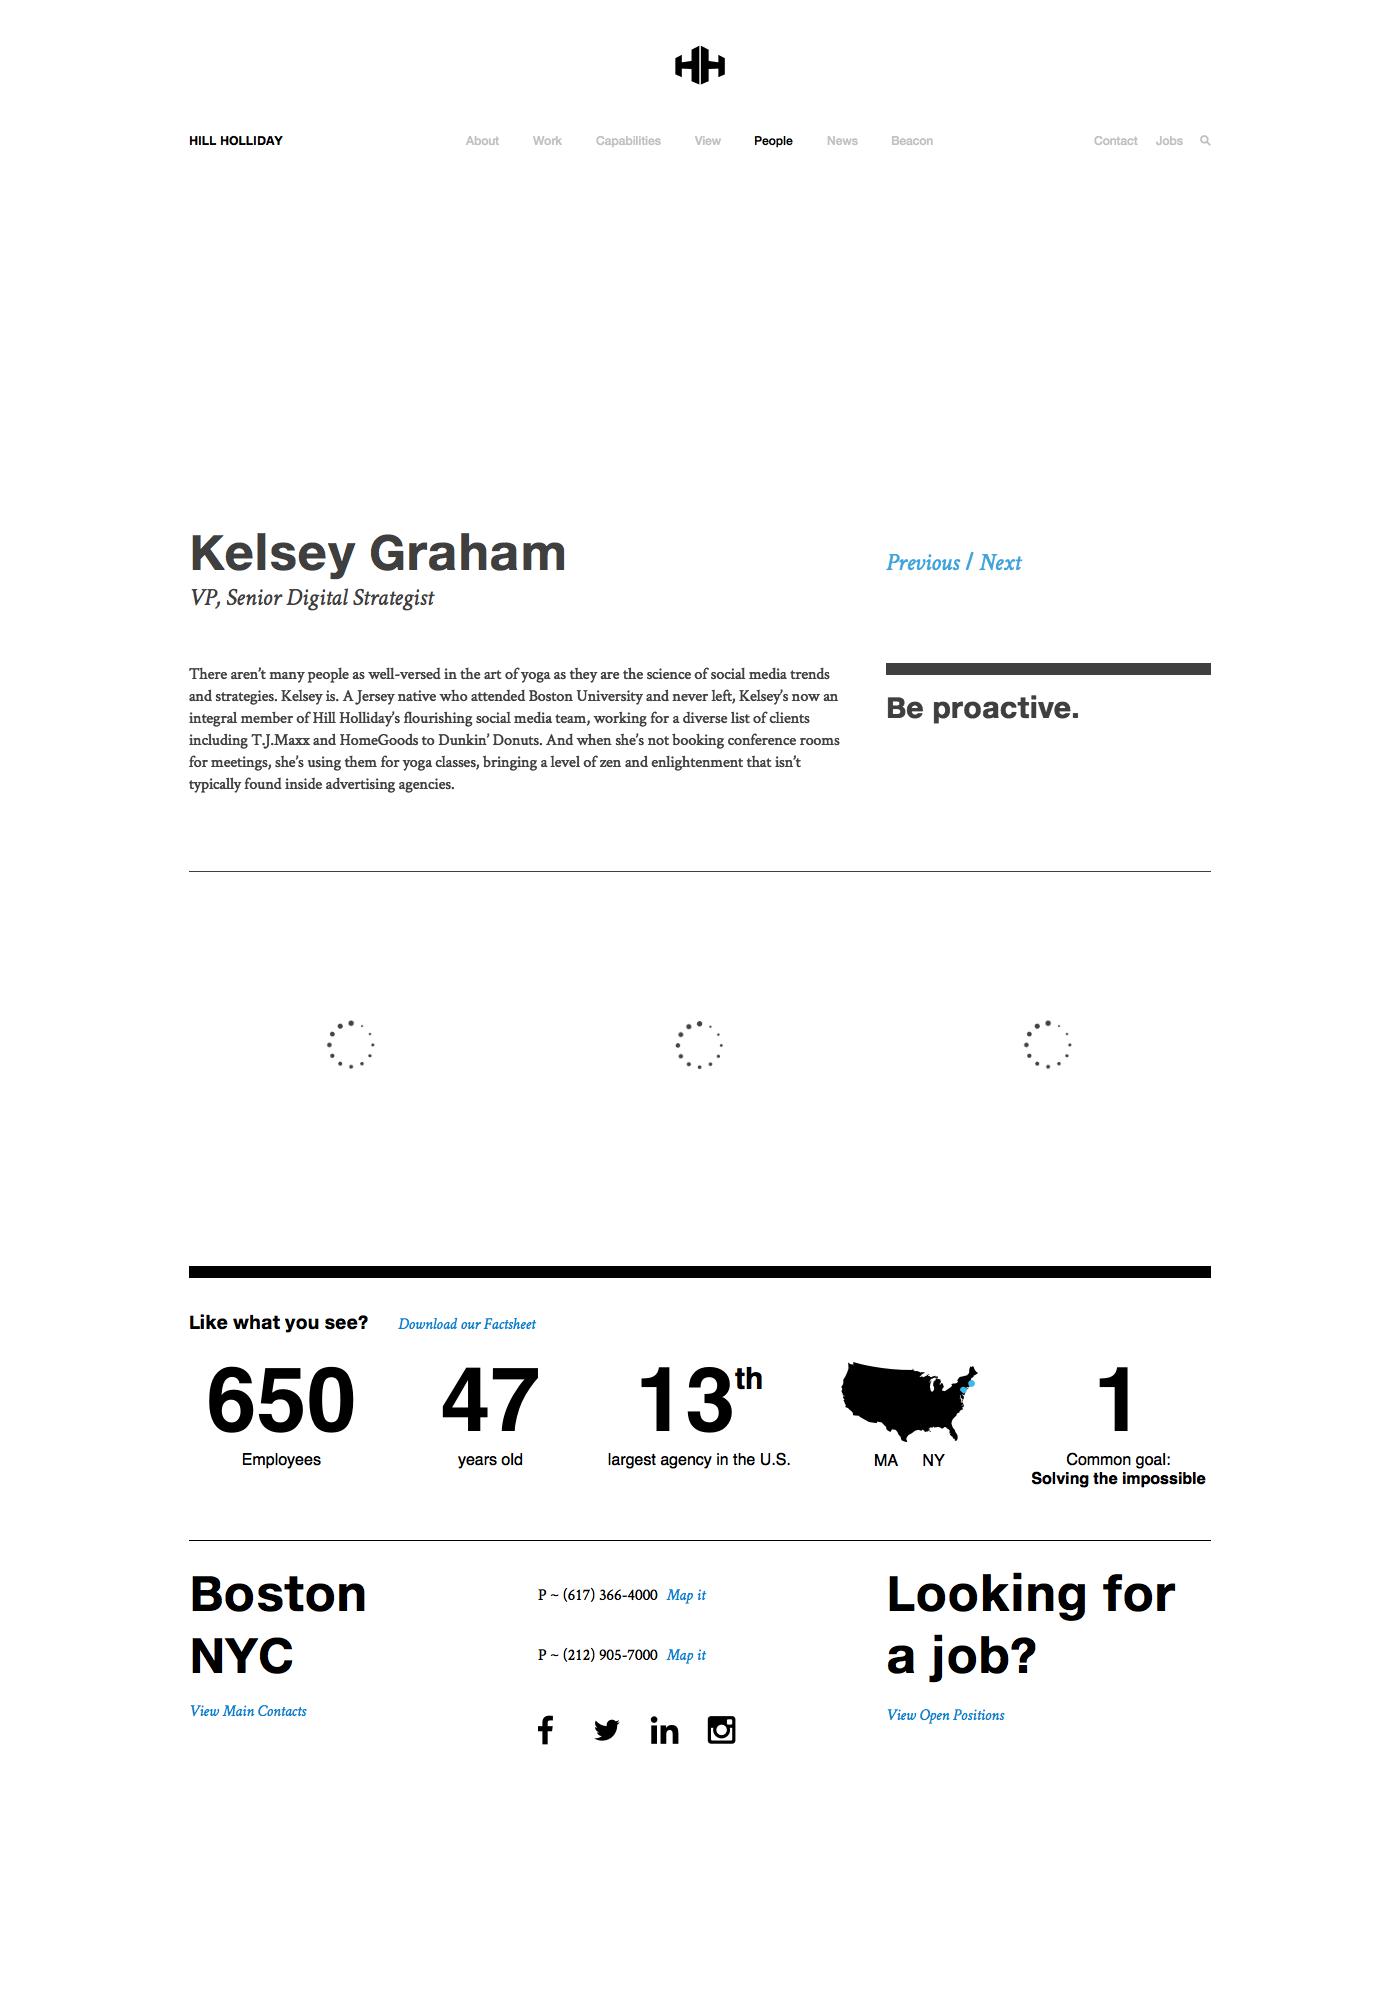 HILL HOLLIDAY About Work Capabilities View People News Beacon Contact Jobs
Kelsey Graham
VP, Senior Digital Strategist
Previous / Next
There aren’t many people as well-versed in the art of yoga as they are the science of social media trends
and strategies. Kelsey is. A Jersey native who attended Boston University and never left, Kelsey’s now an
integral member of Hill Holliday’s flourishing social media team, working for a diverse list of clients
including T.J.Maxx and HomeGoods to Dunkin’ Donuts. And when she’s not booking conference rooms
for meetings, she’s using them for yoga classes, bringing a level of zen and enlightenment that isn’t
typically found inside advertising agencies.
Be proactive.
Like what you see? Download our Factsheet
650
Employees
47
years old
13th
largest agency in the U.S.
MA NY
1
Common goal:
Solving the impossible
Boston
NYC
View Main Contacts
P ~ (617) 366-4000 Map it
P ~ (212) 905-7000 Map it
Looking for
a job?
View Open Positions